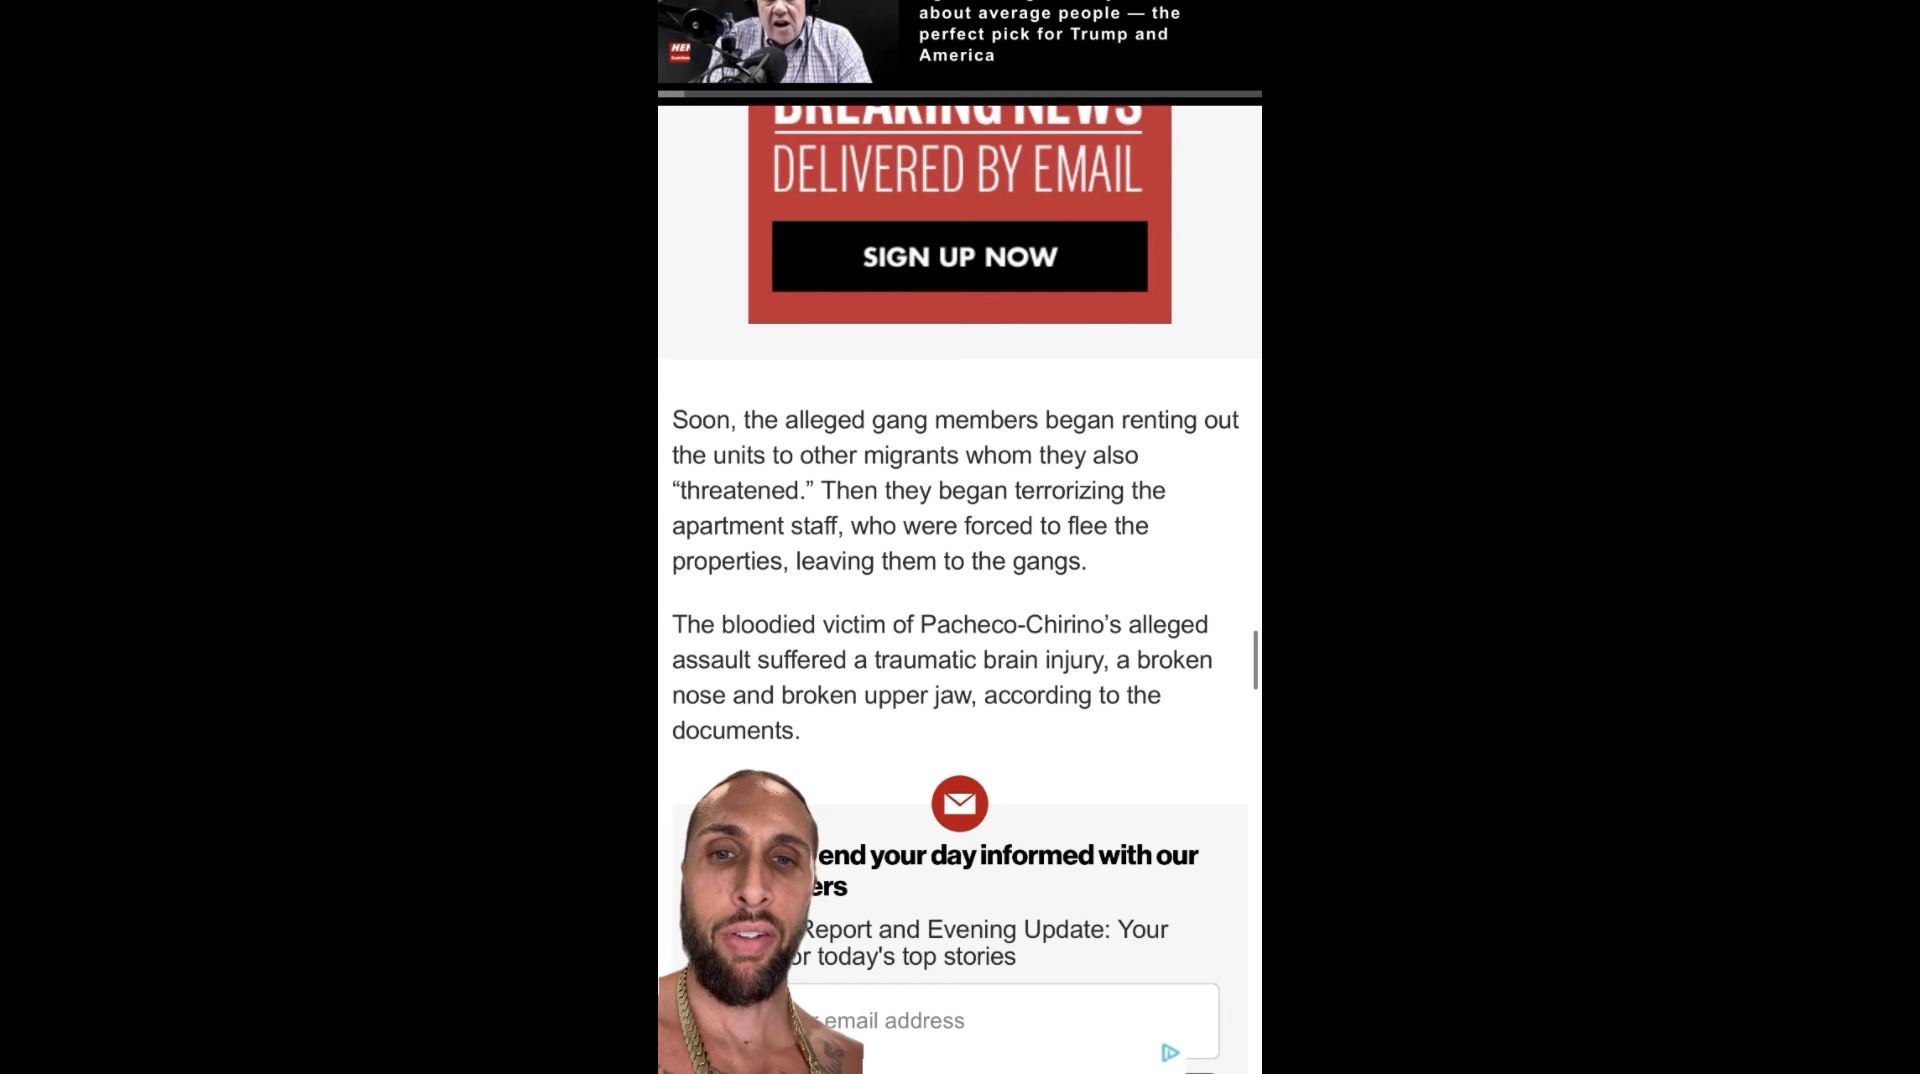 about average people — the
perfect pick for Trump and
America
BREAKING NEWS
DELIVERED BY EMAIL
SIGN UP NOW
Soon, the alleged gang members began renting out
the units to other migrants whom they also
“threatened.” Then they began terrorizing the
apartment staff, who were forced to flee the
properties, leaving them to the gangs.
The bloodied victim of Pacheco-Chirino’s alleged
assault suffered a traumatic brain injury, a broken
nose and broken upper jaw, according to the
documents.
end your day informed with our
ers
Report and Evening Update: Your
or today's top stories
email address